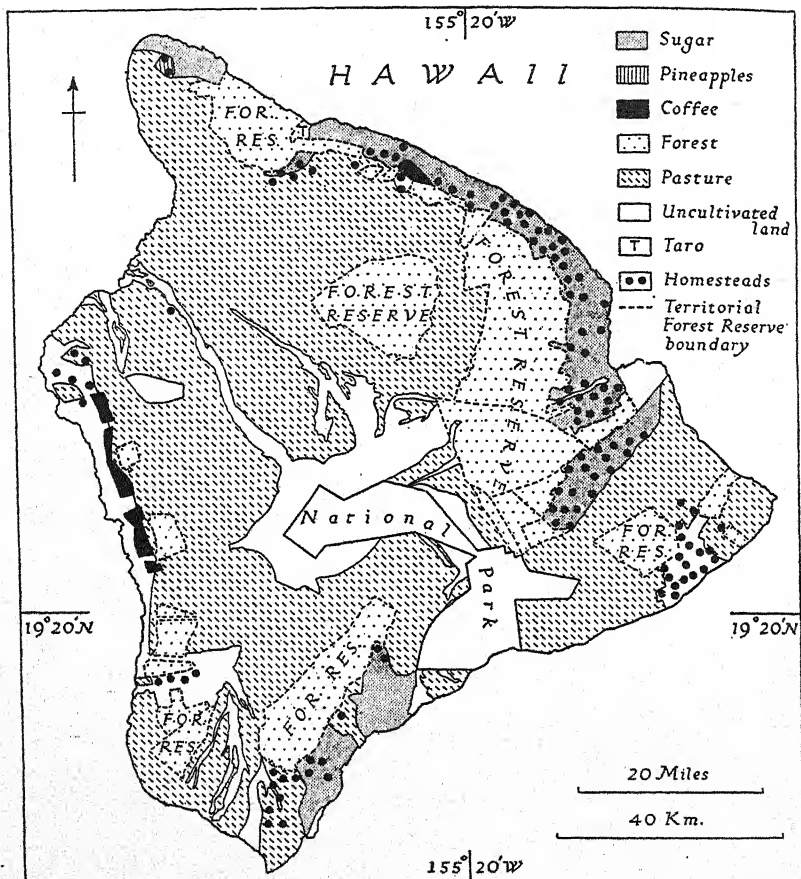 155° 20' W
HAWAII
Sugar
Pineapples
Coffee
Forest
Pasture
Uncultivated
land
T Taro
Homesteads
Territorial
Forest Reserve
boundary
FOR.
RES.
T
FOREST
RESERVE
FOREST RESERVE
National
Park
FOR.
RES.
19° 20' N
19° 20' N
FOR. RES.
FOR.
RES.
20 Miles
40 Km.
155° 20' W